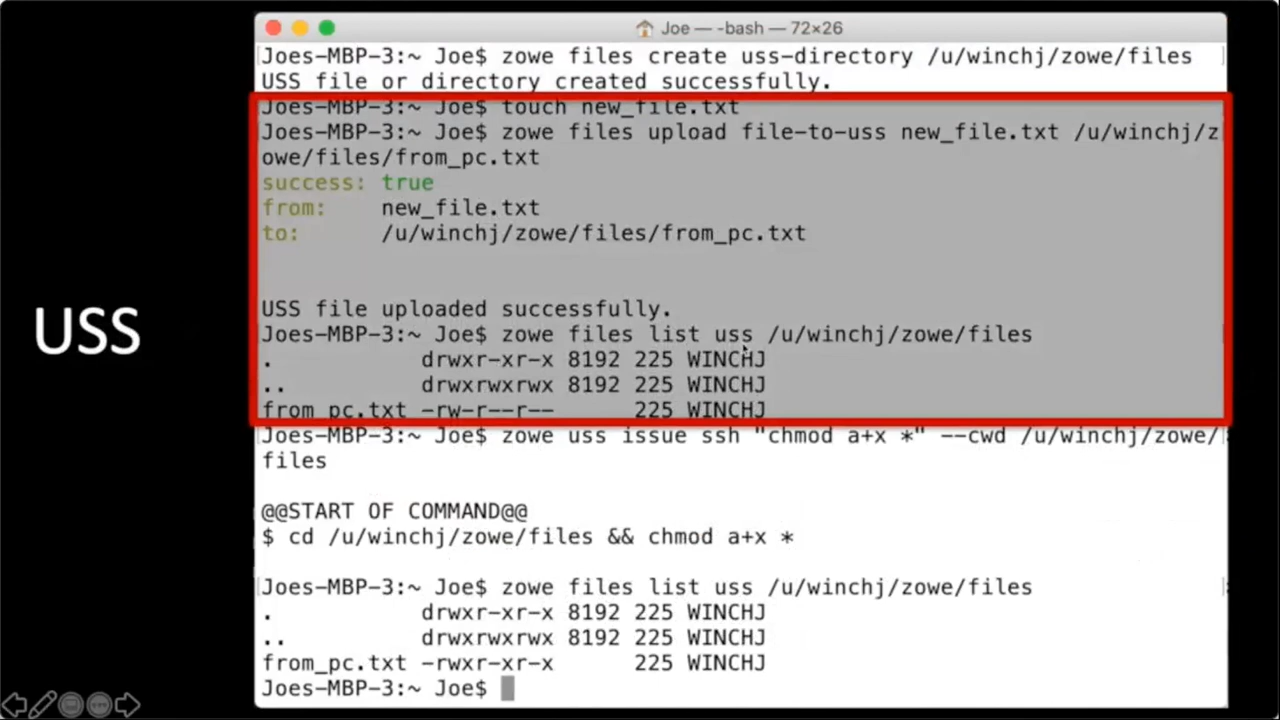 Joe — -bash — 72×26
Joes-MBP-3:~ Joe$ zowe files create uss-directory /u/winchj/zowe/files
USS file or directory created successfully.
Joes-MBP-3:~ Joe$ touch new_file.txt
Joes-MBP-3:~ Joe$ zowe files upload file-to-uss new_file.txt /u/winchj/z
owe/files/from_pc.txt
success: true
from: new_file.txt
to: /u/winchj/zowe/files/from_pc.txt
USS file uploaded successfully.
Joes-MBP-3:~ Joe$ zowe files list uss /u/winchj/zowe/files
. drwxr-xr-x 8192 225 WINCHJ
.. drwxrwxrwx 8192 225 WINCHJ
from_pc.txt -rw-r--r-- 225 WINCHJ
Joes-MBP-3:~ Joe$ zowe uss issue ssh "chmod a+x *" --cwd /u/winchj/zowe/
files
@@START OF COMMAND@@
$ cd /u/winchj/zowe/files && chmod a+x *
Joes-MBP-3:~ Joe$ zowe files list uss /u/winchj/zowe/files
. drwxr-xr-x 8192 225 WINCHJ
.. drwxrwxrwx 8192 225 WINCHJ
from_pc.txt -rwxr-xr-x 225 WINCHJ
Joes-MBP-3:~ Joe$
USS